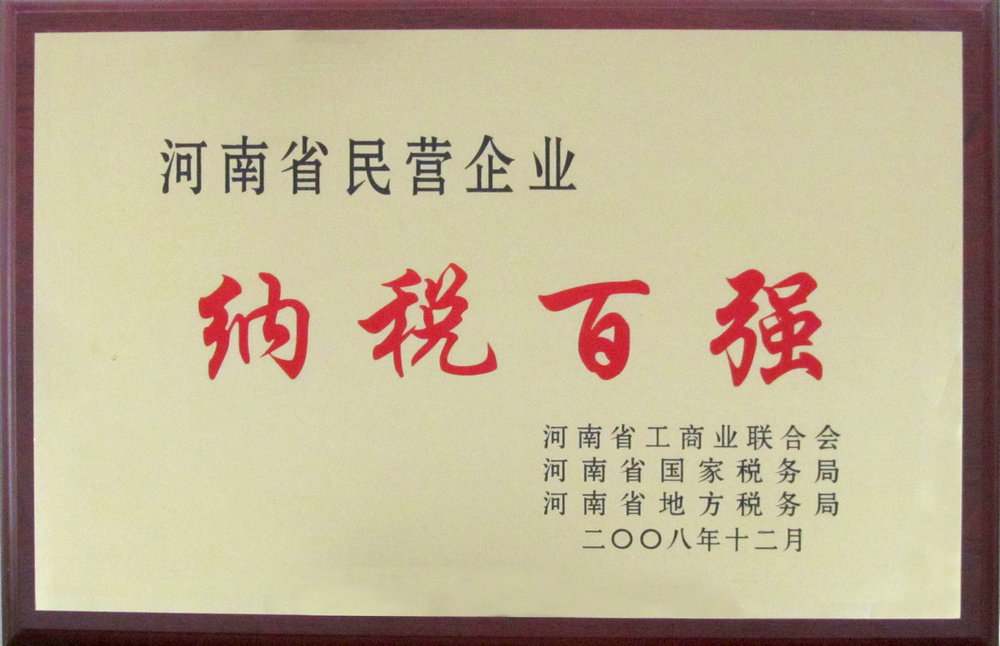 河南省民营企业
纳税百强
河南省工商业联合会
河南省国家税务局
河南省地方税务局
二〇〇八年十二月